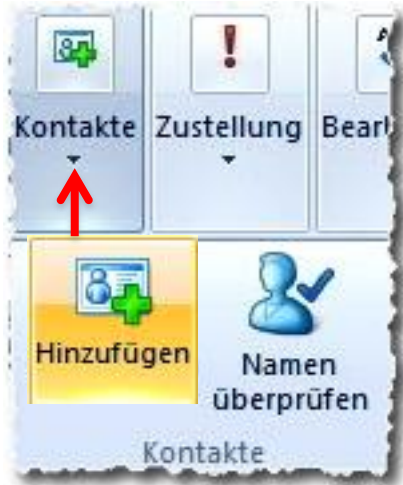 Kontakte Zustellung
Hinzufügen
Namen
überprüfen
Kontakte